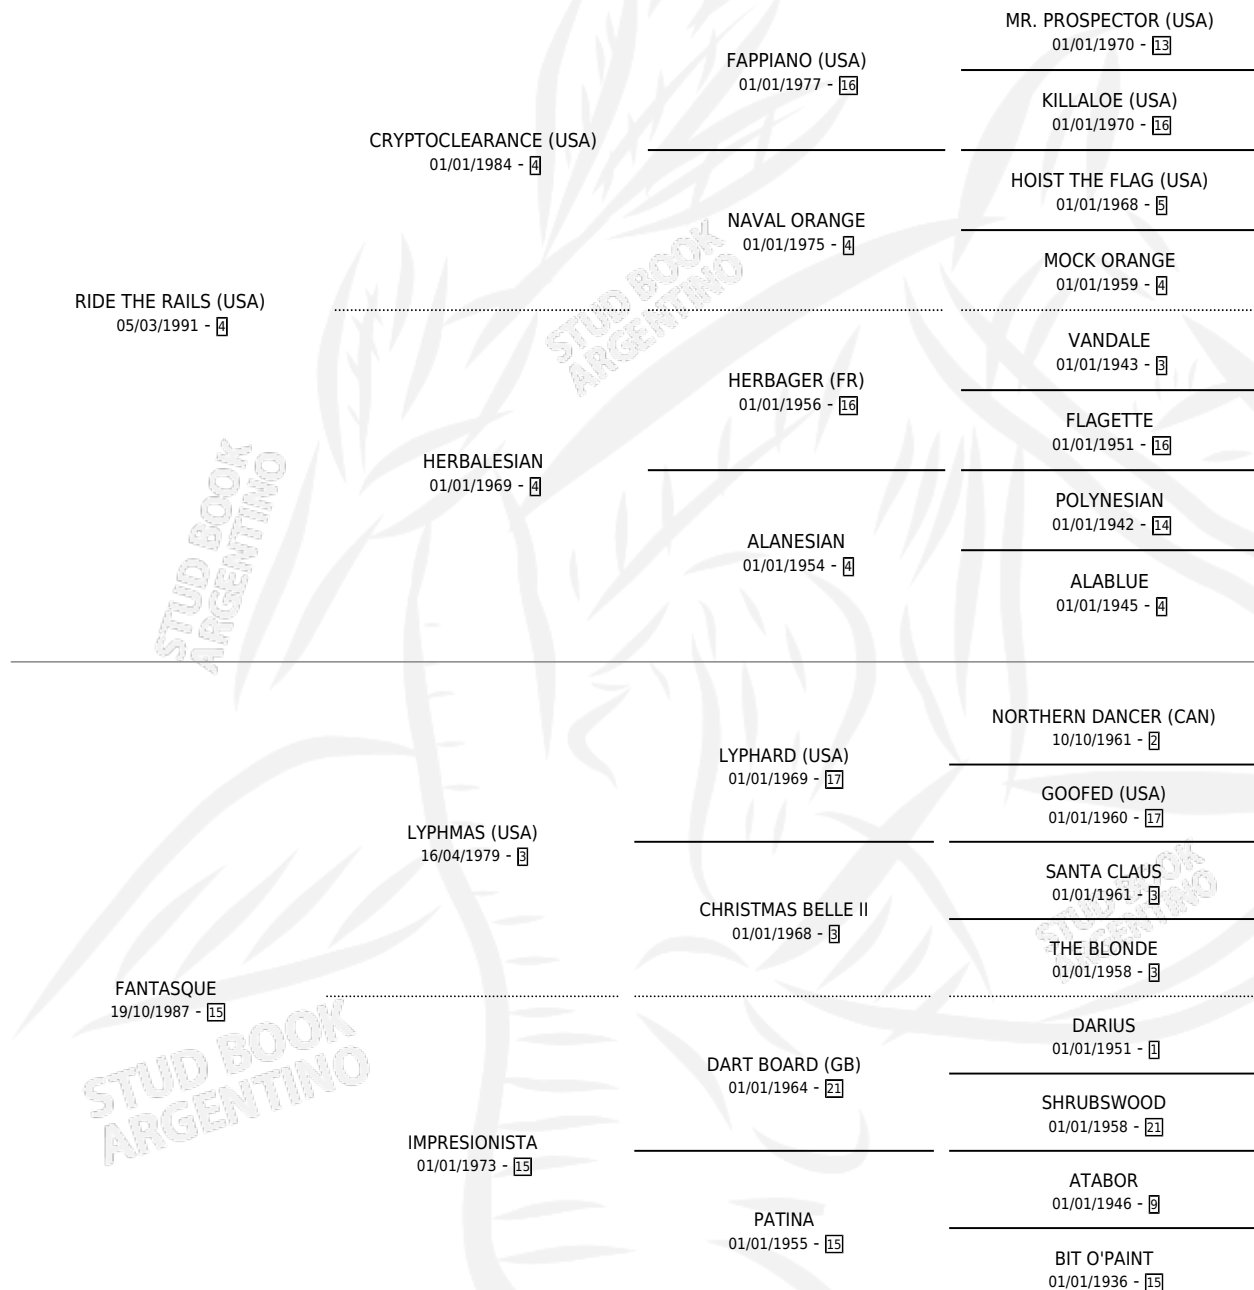 MR. PROSPECTOR (USA)
01/01/1970 - 13
FAPPIANO (USA)
01/01/1977 - 16
KILLALOE (USA)
01/01/1970 - 16
CRYPTOCLEARANCE (USA)
01/01/1984 - 4
HOIST THE FLAG (USA)
01/01/1968 - 5
NAVAL ORANGE
01/01/1975 - 4
MOCK ORANGE
01/01/1959 - 4
RIDE THE RAILS (USA)
05/03/1991 - 4
VANDALE
01/01/1943 - 3
HERBAGER (FR)
01/01/1956 - 16
FLAGETTE
01/01/1951 - 16
HERBALESIAN
01/01/1969 - 4
POLYNESIAN
01/01/1942 - 14
ALANESIAN
01/01/1954 - 4
ALABLUE
01/01/1945 - 4
NORTHERN DANCER (CAN)
10/10/1961 - 2
LYPHARD (USA)
01/01/1969 - 17
GOOFED (USA)
01/01/1960 - 17
LYPHMAS (USA)
16/04/1979 - 3
SANTA CLAUS
01/01/1961 - 3
CHRISTMAS BELLE II
01/01/1968 - 3
THE BLONDE
01/01/1958 - 3
FANTASQUE
19/10/1987 - 15
DARIUS
01/01/1951 - 1
DART BOARD (GB)
01/01/1964 - 21
SHRUBSWOOD
01/01/1958 - 21
IMPRESIONISTA
01/01/1973 - 15
ATABOR
01/01/1946 - 9
PATINA
01/01/1955 - 15
BIT O'PAINT
01/01/1936 - 15
STUD BOOK
ARGENTINO
STUD BOOK
ARGENTINO
STUD BOOK
ARGENTINO
STUD BOOK
ARGENTINO